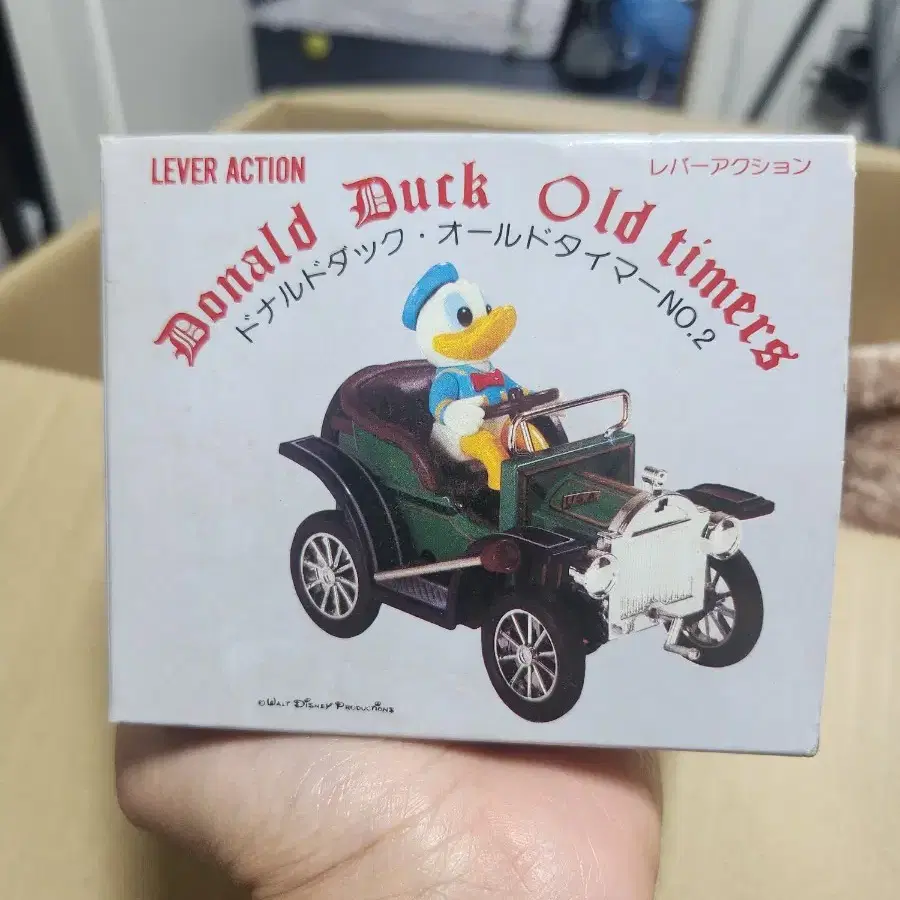 LEVER ACTION
レバーアクション
Donald Duck Old timers
ドナルドダック・オールドタイマーNO.2
©WALT DISNEY PRODUCTIONS